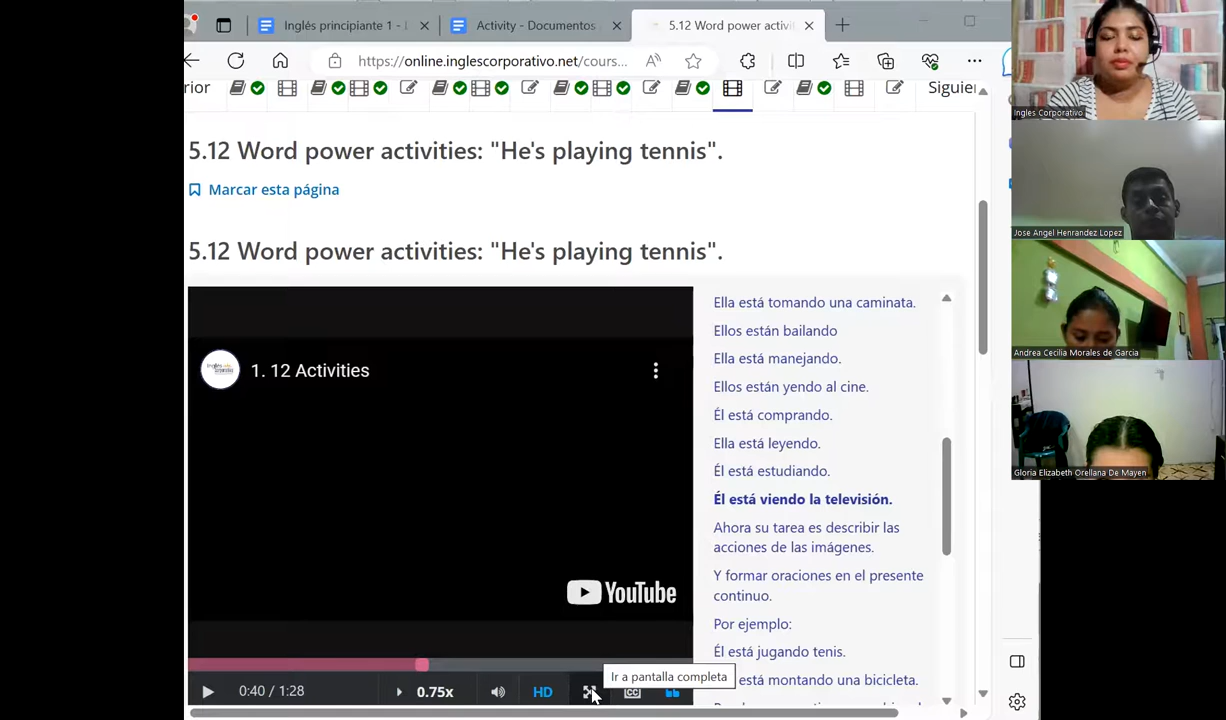 Inglés principiante 1 -
Activity - Documentos
5.12 Word power activit
https://online.inglescorporativo.net/cours...
rior
Siguien
5.12 Word power activities: "He's playing tennis".
Marcar esta página
5.12 Word power activities: "He's playing tennis".
1. 12 Activities
YouTube
0:40 / 1:28
0.75x
HD
Ir a pantalla completa
Ella está tomando una caminata.
Ellos están bailando
Ella está manejando.
Ellos están yendo al cine.
Él está comprando.
Ella está leyendo.
Él está estudiando.
Él está viendo la televisión.
Ahora su tarea es describir las
acciones de las imágenes.
Y formar oraciones en el presente
continuo.
Por ejemplo:
Él está jugando tenis.
está montando una bicicleta.
Ingles Corporativo
Jose Angel Henrandez Lopez
Andrea Cecilia Morales de Garcia
Gloria Elizabeth Orellana De Mayen